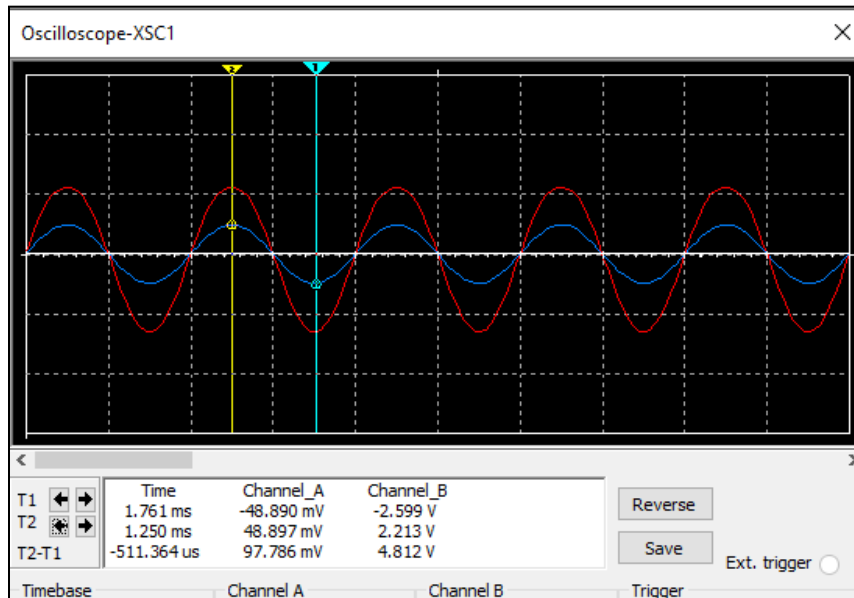 Oscilloscope-XSC1
2 1
Time Channel_A Channel_B
T1 1.761 ms -48.890 mV -2.599 V
T2 1.250 ms 48.897 mV 2.213 V
T2-T1 -511.364 us 97.786 mV 4.812 V
Reverse
Save
Ext. trigger
Timebase Channel A Channel B Trigger